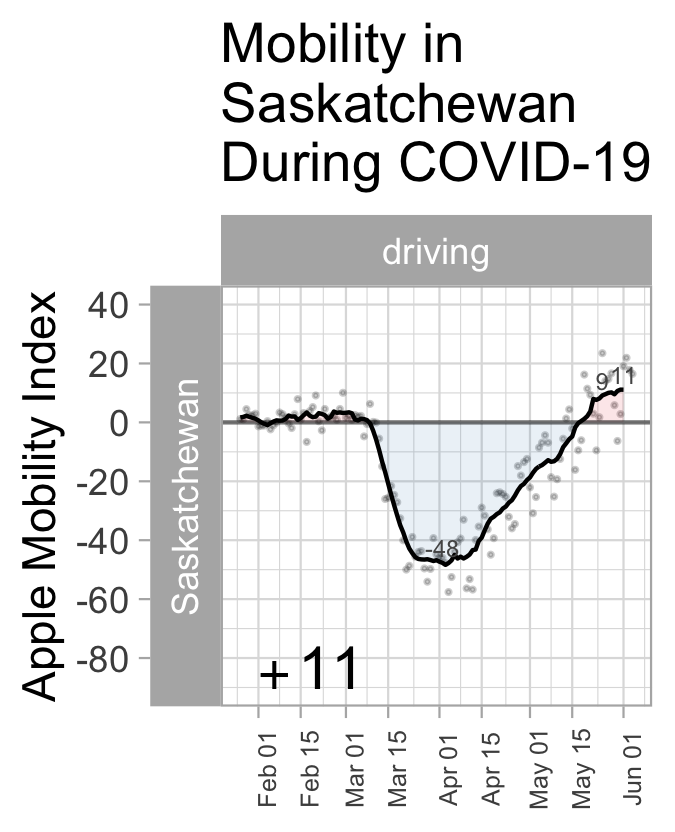 Mobility in
Saskatchewan
During COVID-19
driving
Apple Mobility Index
Saskatchewan
40
20
0
-20
-40
-60
-80
9
11
-48
+11
Feb 01
Feb 15
Mar 01
Mar 15
Apr 01
Apr 15
May 01
May 15
Jun 01